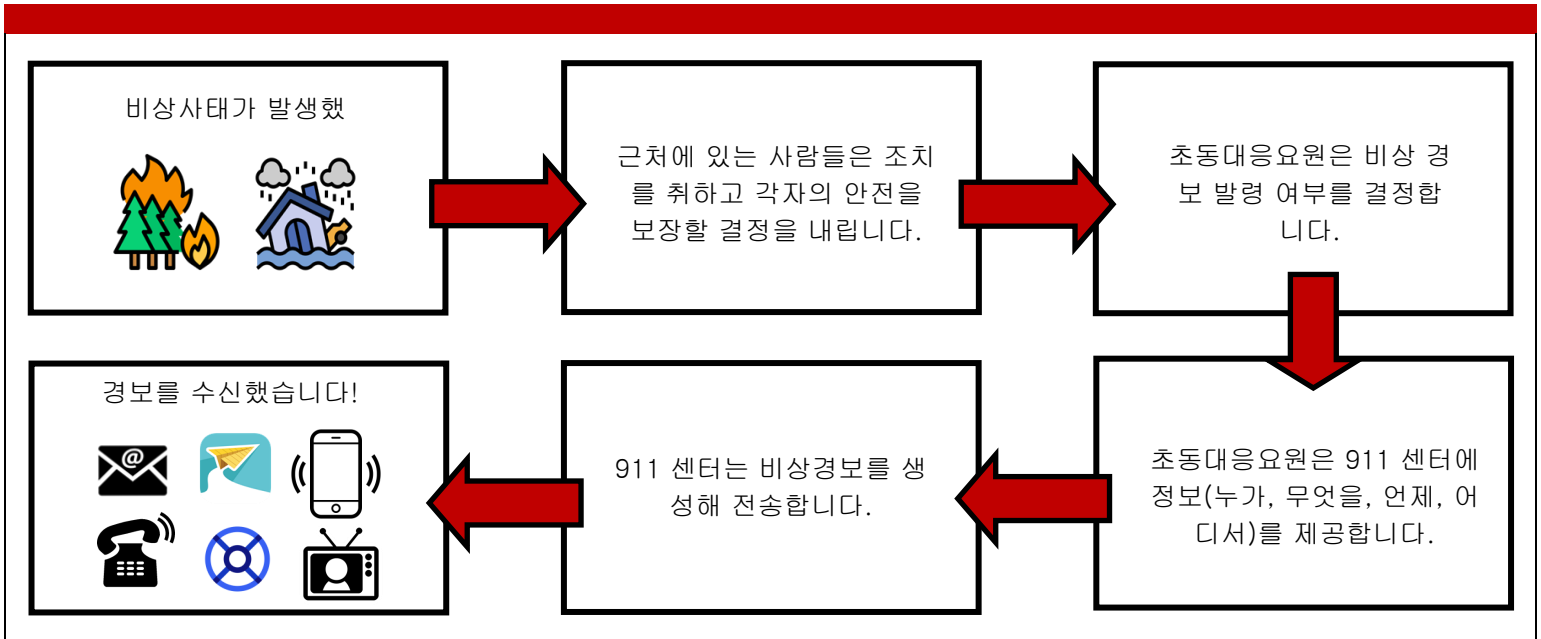 비상사태가 발생했
근처에 있는 사람들은 조치
를 취하고 각자의 안전을
보장할 결정을 내립니다.
초동대응요원은 비상 경
보 발령 여부를 결정합
니다.
초동대응요원은 911 센터에
정보(누가, 무엇을, 언제, 어
디서)를 제공합니다.
911 센터는 비상경보를 생
성해 전송합니다.
경보를 수신했습니다!
@